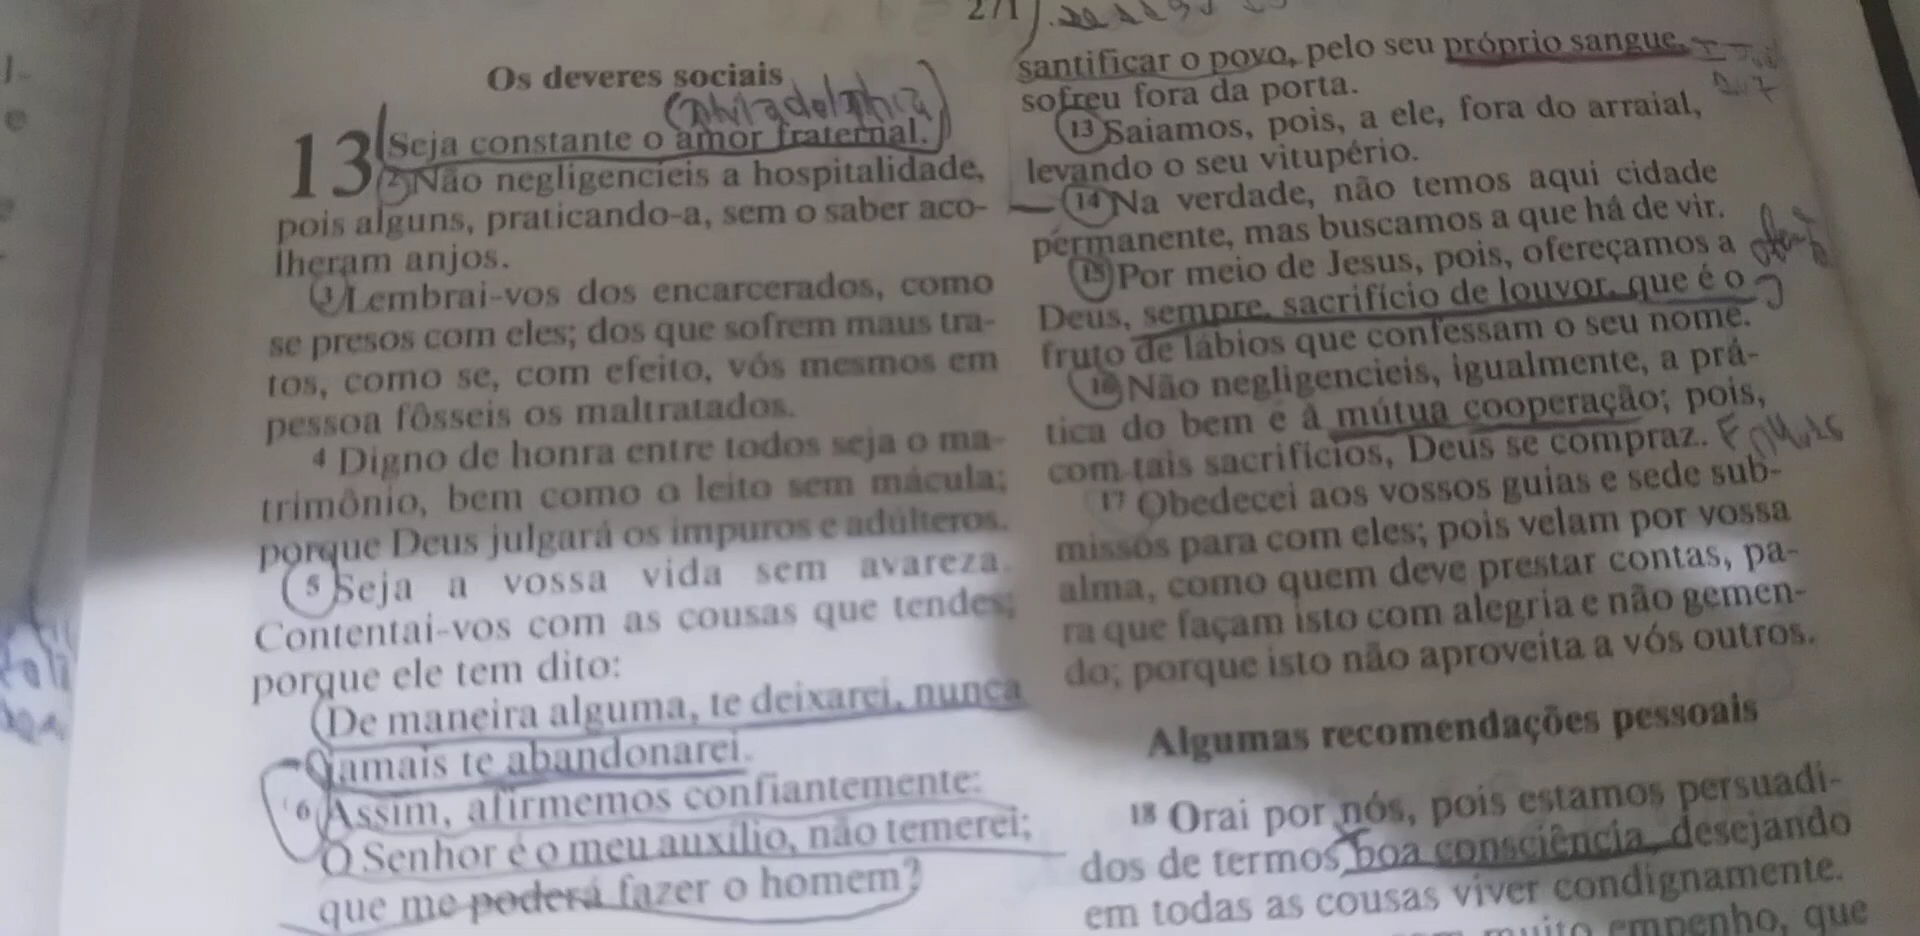 271
Os deveres sociais
(Philadelphia)
13 Seja constante o amor fraternal.
2 Não negligencieis a hospitalidade,
pois alguns, praticando-a, sem o saber aco-
lheram anjos.
3 Lembrai-vos dos encarcerados, como
se presos com eles; dos que sofrem maus tra-
tos, como se, com efeito, vós mesmos em
pessoa fôsseis os maltratados.
4 Digno de honra entre todos seja o ma-
trimônio, bem como o leito sem mácula;
porque Deus julgará os impuros e adúlteros.
5 Seja a vossa vida sem avareza.
Contentai-vos com as cousas que tendes;
porque ele tem dito:
De maneira alguma, te deixarei, nunca
jamais te abandonarei.
6 Assim, afirmemos confiantemente:
O Senhor é o meu auxílio, não temerei;
que me poderá fazer o homem?
santificar o povo, pelo seu próprio sangue,
sofreu fora da porta.
13 Saiamos, pois, a ele, fora do arraial,
levando o seu vitupério.
14 Na verdade, não temos aqui cidade
permanente, mas buscamos a que há de vir.
15 Por meio de Jesus, pois, ofereçamos a
Deus, sempre, sacrifício de louvor, que é o
fruto de lábios que confessam o seu nome.
16 Não negligencieis, igualmente, a prá-
tica do bem e a mútua cooperação; pois,
com tais sacrifícios, Deus se compraz.
17 Obedecei aos vossos guias e sede sub-
missos para com eles; pois velam por vossa
alma, como quem deve prestar contas, pa-
ra que façam isto com alegria e não gemen-
do; porque isto não aproveita a vós outros.
Algumas recomendações pessoais
18 Orai por nós, pois estamos persuadi-
dos de termos boa consciência, desejando
em todas as cousas viver condignamente.
muito empenho, que